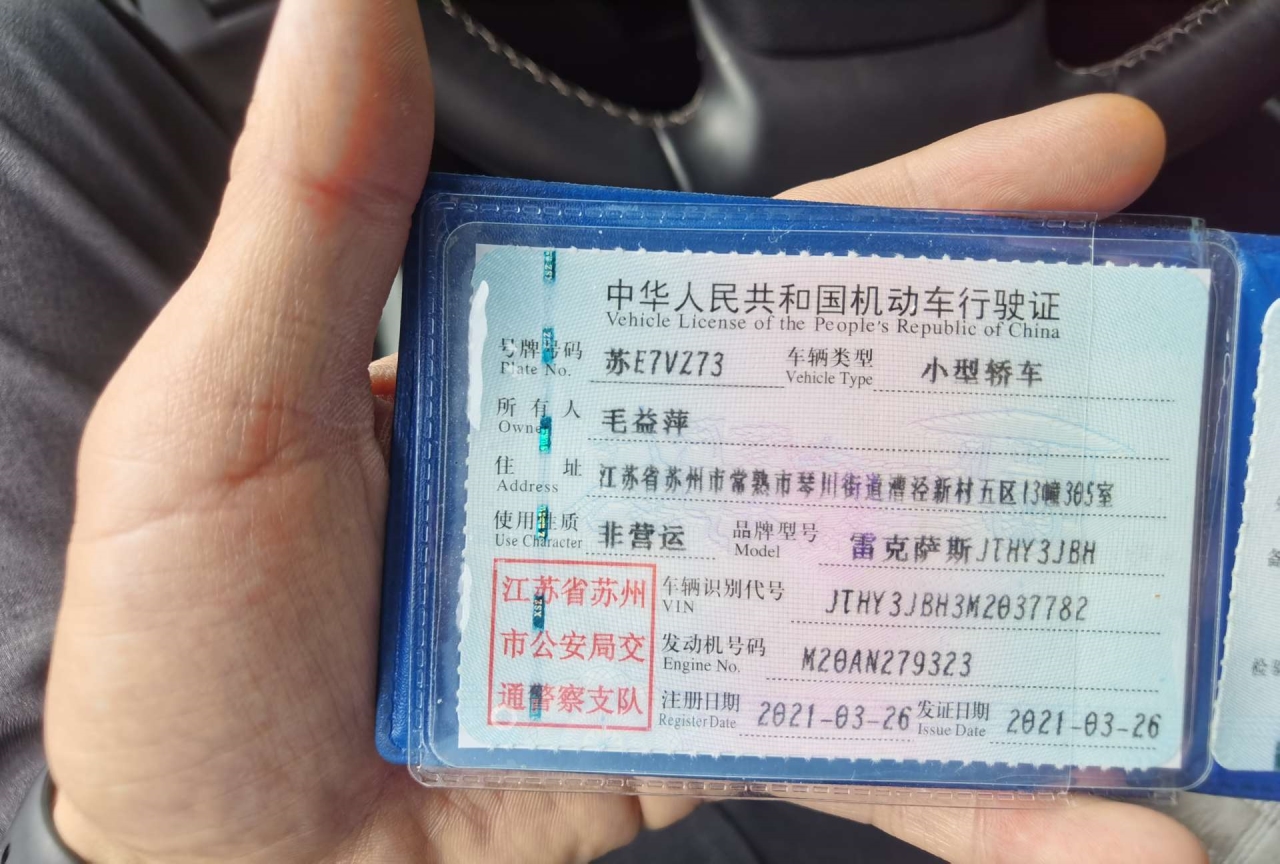 中华人民共和国机动车行驶证
Vehicle License of the People's Republic of China
号牌号码 苏E7VZ73 车辆类型 小型轿车
Plate No. Vehicle Type
所有人 毛益萍
Owner
住址 江苏省苏州市常熟市琴川街道漕泾新村五区13幢305室
Address
使用性质 非营运 品牌型号 雷克萨斯JTHY3JBH
Use Character Model
江苏省苏州
市公安局交
通警察支队
车辆识别代号 JTHY3JBH3M2037782
VIN
发动机号码 M20AN279323
Engine No.
注册日期 2021-03-26 发证日期 2021-03-26
Register Date Issue Date